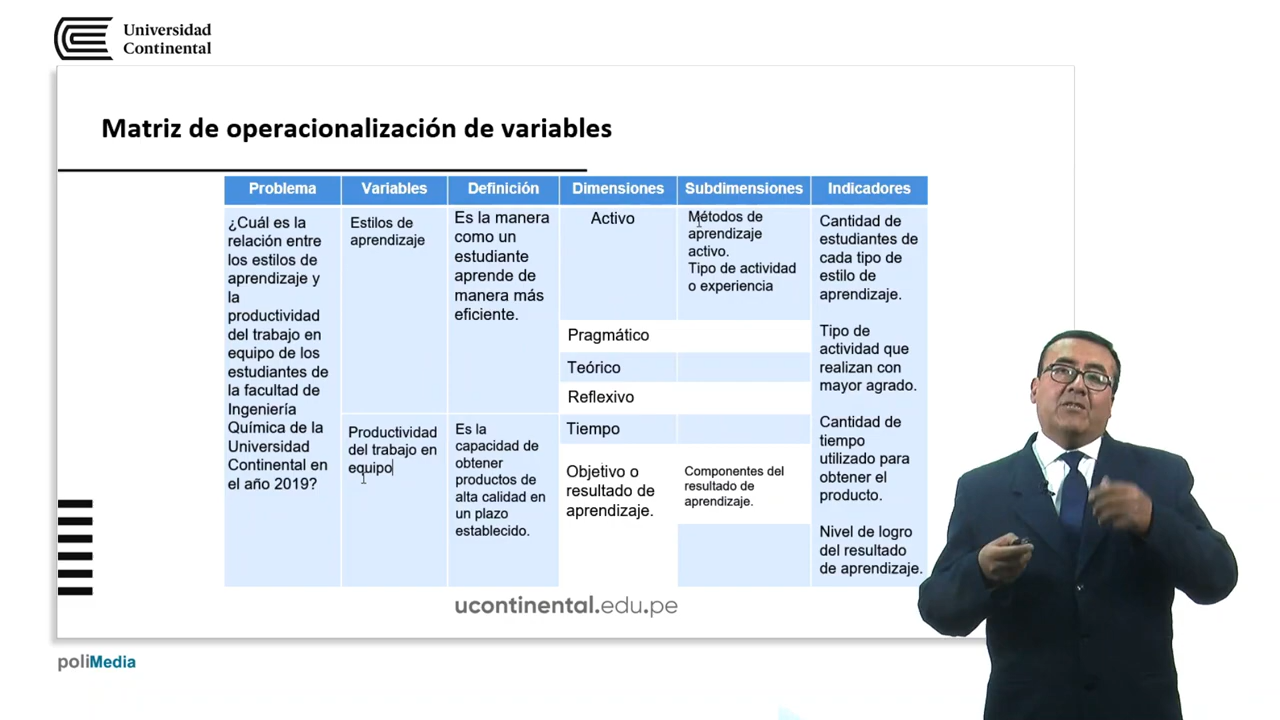 Universidad
Continental
Matriz de operacionalización de variables
Problema
Variables
Definición
Dimensiones
Subdimensiones
Indicadores
¿Cuál es la
relación entre
los estilos de
aprendizaje y
la
productividad
del trabajo en
equipo de los
estudiantes de
la facultad de
Ingeniería
Química de la
Universidad
Continental en
el año 2019?
Estilos de
aprendizaje
Es la manera
como un
estudiante
aprende de
manera más
eficiente.
Activo
Métodos de
aprendizaje
activo.
Tipo de actividad
o experiencia
Pragmático
Teórico
Reflexivo
Cantidad de
estudiantes de
cada tipo de
estilo de
aprendizaje.
Tipo de
actividad que
realizan con
mayor agrado.
Cantidad de
tiempo
utilizado para
obtener el
producto.
Nivel de logro
del resultado
de aprendizaje.
Productividad
del trabajo en
equipo
Es la
capacidad de
obtener
productos de
alta calidad en
un plazo
establecido.
Tiempo
Objetivo o
resultado de
aprendizaje.
Componentes del
resultado de
aprendizaje.
ucontinental.edu.pe
poliMedia